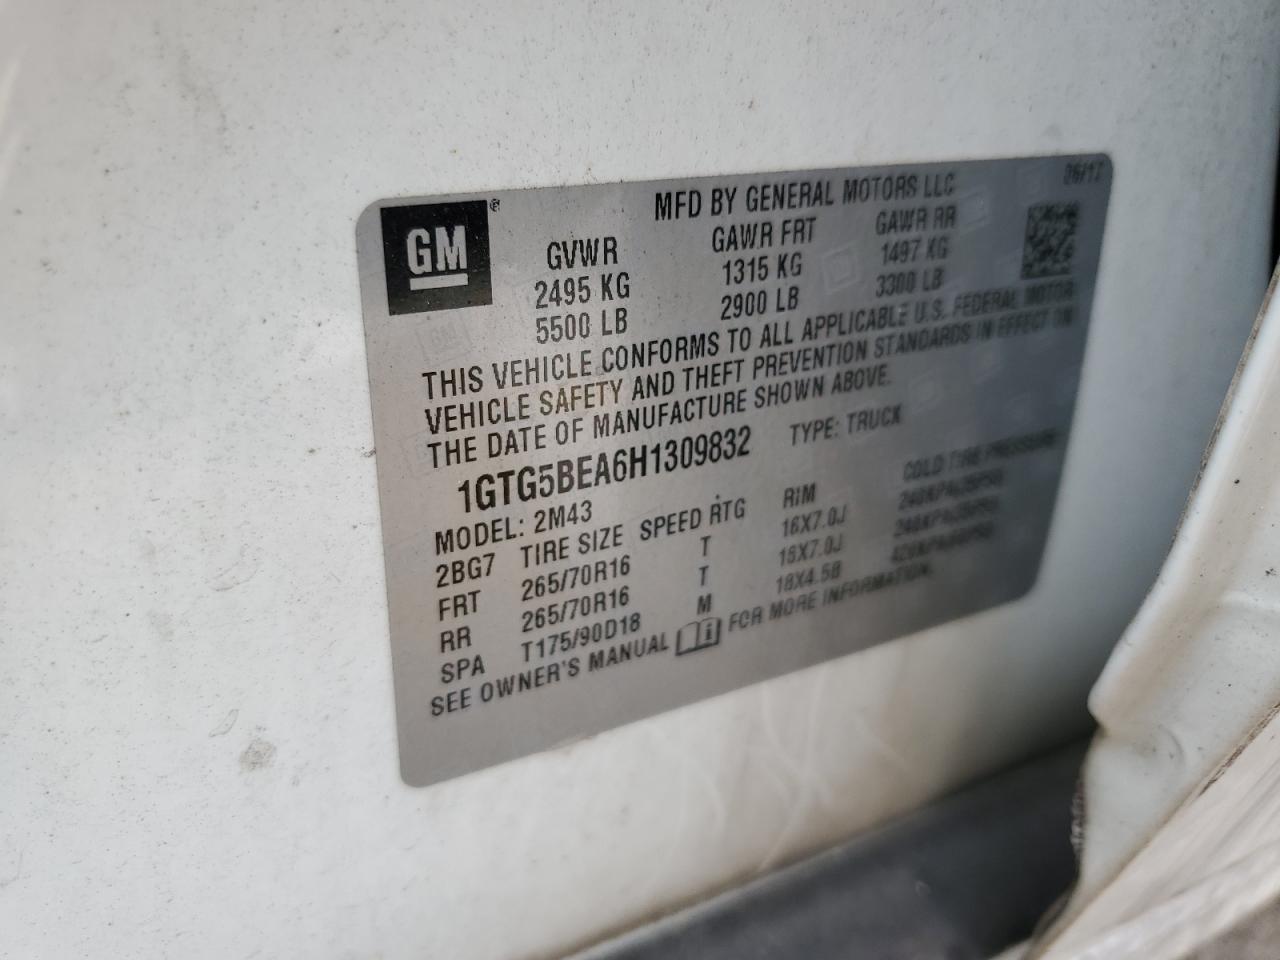 MFD BY GENERAL MOTORS LLC 06/17
GM®
GVWR GAWR FRT GAWR RR
2495 KG 1315 KG 1497 KG
5500 LB 2900 LB 3300 LB
THIS VEHICLE CONFORMS TO ALL APPLICABLE U.S. FEDERAL MOTOR
VEHICLE SAFETY AND THEFT PREVENTION STANDARDS IN EFFECT ON
THE DATE OF MANUFACTURE SHOWN ABOVE.
1GTG5BEA6H1309832 TYPE: TRUCK
MODEL: 2M43
2BG7 TIRE SIZE SPEED RTG RIM COLD TIRE PRESSURE
FRT 265/70R16 T 16X7.0J
RR 265/70R16 T 16X7.0J
SPA T175/90D18 M 18X4.5B
SEE OWNER'S MANUAL FOR MORE INFORMATION.